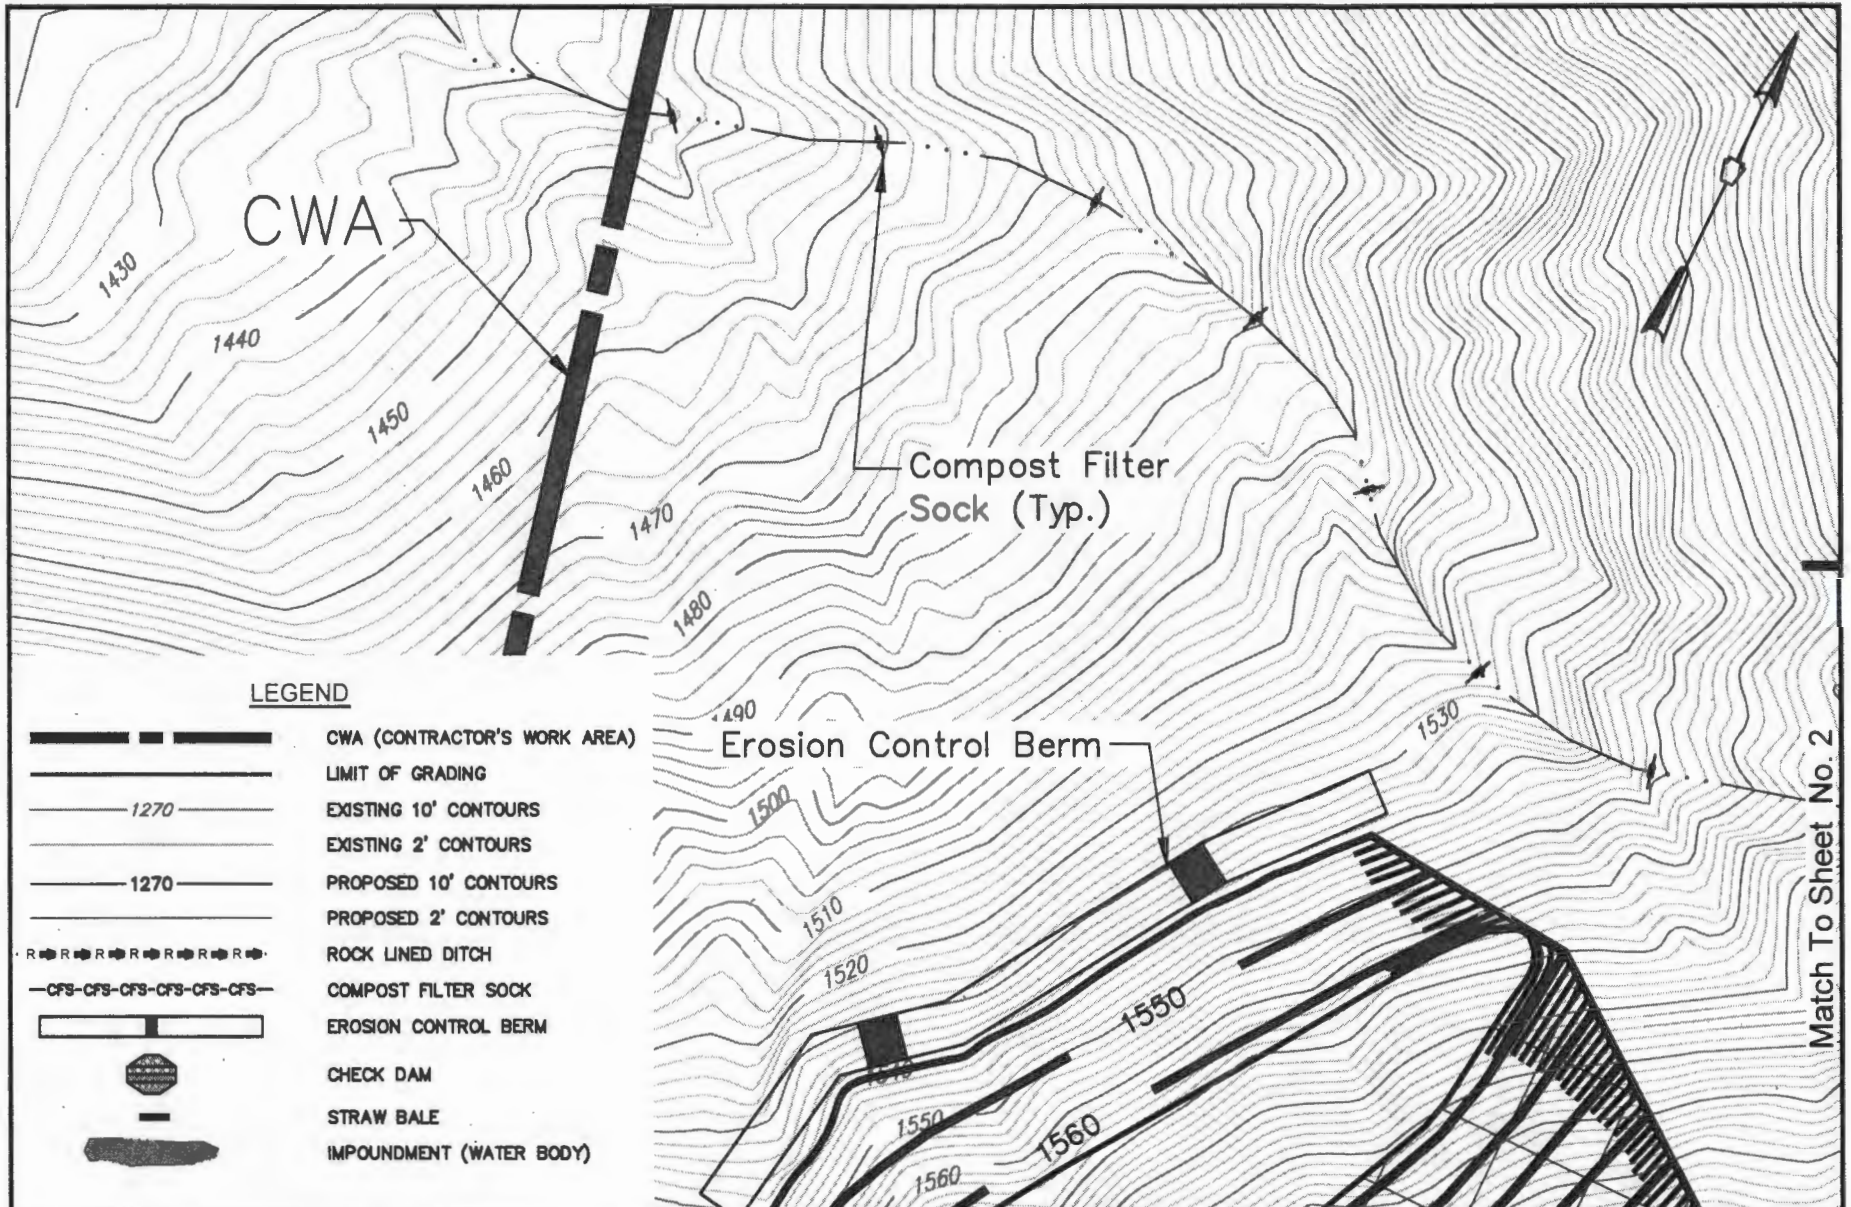 CWA
1430
1440
1450
1460
1470
1480
1490
1500
1510
1520
1530
Compost Filter
Sock (Typ.)
Erosion Control Berm
1550
1560
1550
1560
Match To Sheet No. 2
LEGEND
CWA (CONTRACTOR'S WORK AREA)
LIMIT OF GRADING
1270 EXISTING 10' CONTOURS
EXISTING 2' CONTOURS
1270 PROPOSED 10' CONTOURS
PROPOSED 2' CONTOURS
R R R R R R R ROCK LINED DITCH
CFS-CFS-CFS-CFS-CFS-CFS COMPOST FILTER SOCK
EROSION CONTROL BERM
CHECK DAM
STRAW BALE
IMPOUNDMENT (WATER BODY)